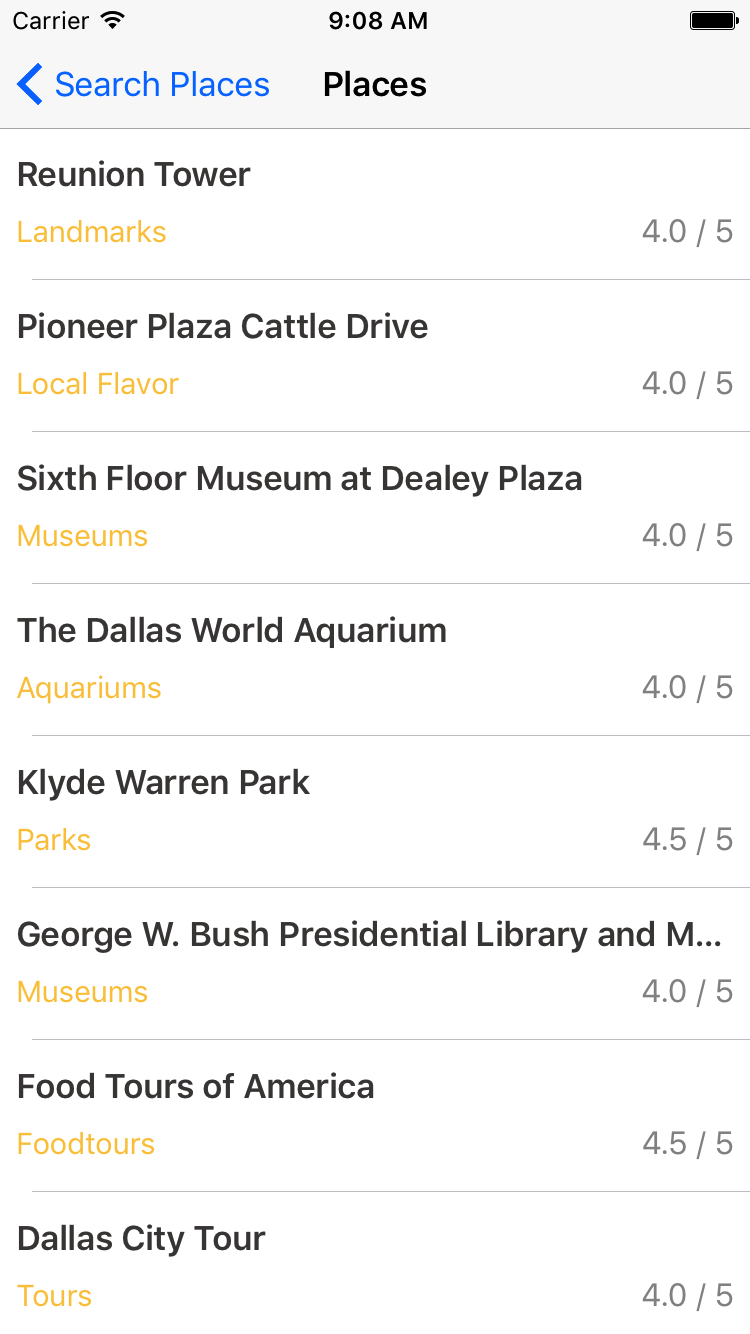 Carrier 9:08 AM
Search Places Places
Reunion Tower
Landmarks 4.0 / 5
Pioneer Plaza Cattle Drive
Local Flavor 4.0 / 5
Sixth Floor Museum at Dealey Plaza
Museums 4.0 / 5
The Dallas World Aquarium
Aquariums 4.0 / 5
Klyde Warren Park
Parks 4.5 / 5
George W. Bush Presidential Library and M...
Museums 4.0 / 5
Food Tours of America
Foodtours 4.5 / 5
Dallas City Tour
Tours 4.0 / 5